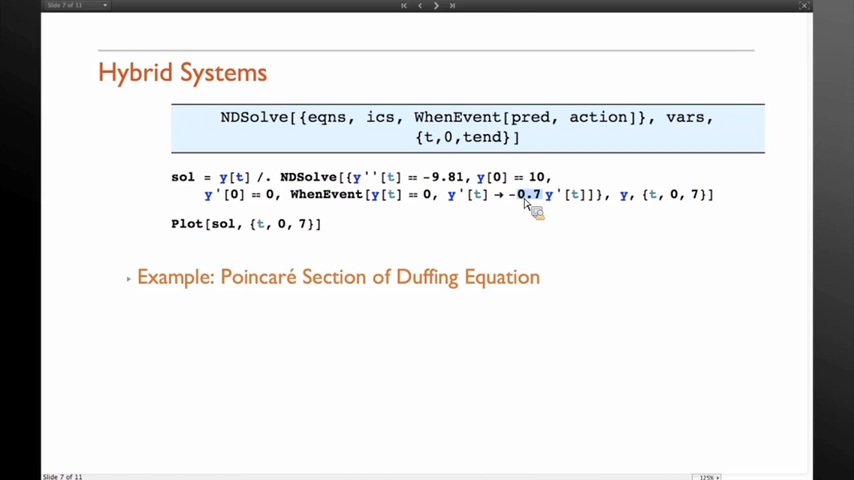 Slide 7 of 11
Hybrid Systems
NDSolve[{eqns, ics, WhenEvent[pred, action]}, vars,
{t,0,tend}]
sol = y[t] /. NDSolve[{y''[t] == -9.81, y[0] == 10,
y'[0] == 0, WhenEvent[y[t] == 0, y'[t] → -0.7 y'[t]]}, y, {t, 0, 7}]
Plot[sol, {t, 0, 7}]
Example: Poincaré Section of Duffing Equation
Slide 7 of 11
125%